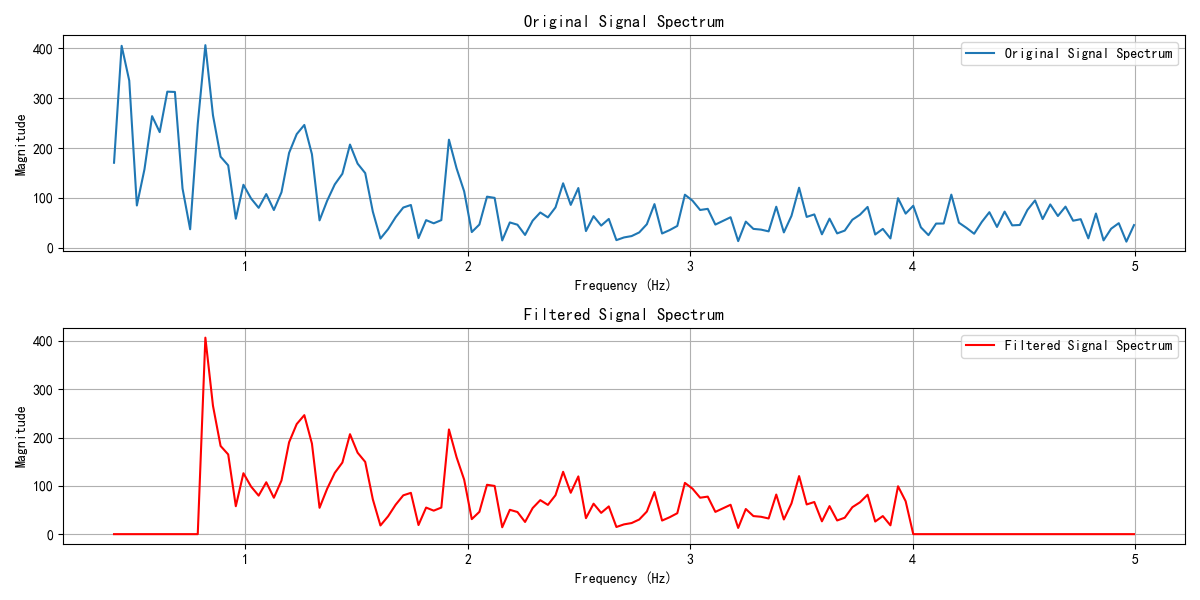 Original Signal Spectrum
Original Signal Spectrum
400
300
200
100
0
Magnitude
1 2 3 4 5
Frequency (Hz)
Filtered Signal Spectrum
Filtered Signal Spectrum
400
300
200
100
0
Magnitude
1 2 3 4 5
Frequency (Hz)